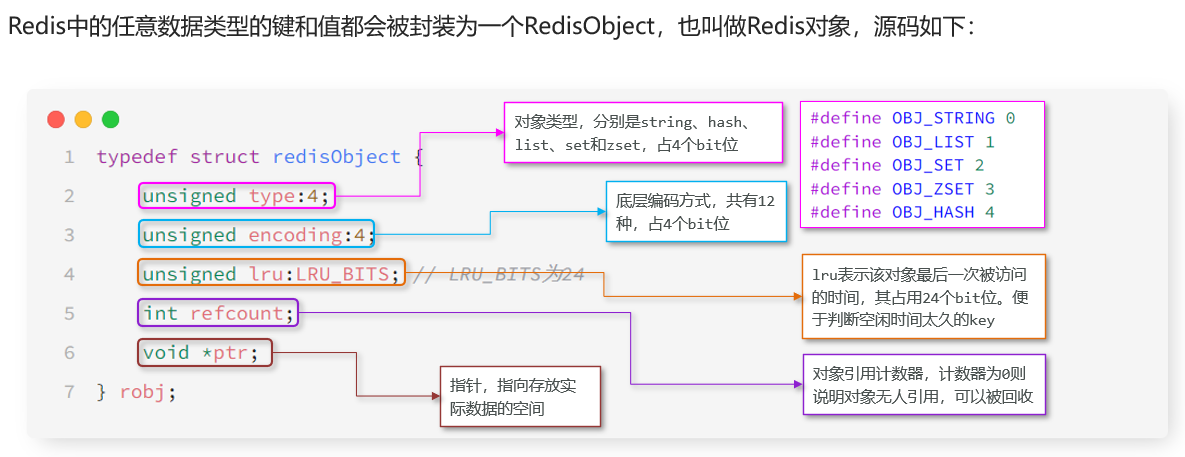 Redis中的任意数据类型的键和值都会被封装为一个RedisObject，也叫做Redis对象，源码如下：
1 typedef struct redisObject {
2 unsigned type:4;
3 unsigned encoding:4;
4 unsigned lru:LRU_BITS; // LRU_BITS为24
5 int refcount;
6 void *ptr;
7 } robj;
对象类型，分别是string、hash、
list、set和zset，占4个bit位
#define OBJ_STRING 0
#define OBJ_LIST 1
#define OBJ_SET 2
#define OBJ_ZSET 3
#define OBJ_HASH 4
底层编码方式，共有12
种，占4个bit位
lru表示该对象最后一次被访问
的时间，其占用24个bit位。便
于判断空闲时间太久的key
对象引用计数器，计数器为0则
说明对象无人引用，可以被回收
指针，指向存放实
际数据的空间